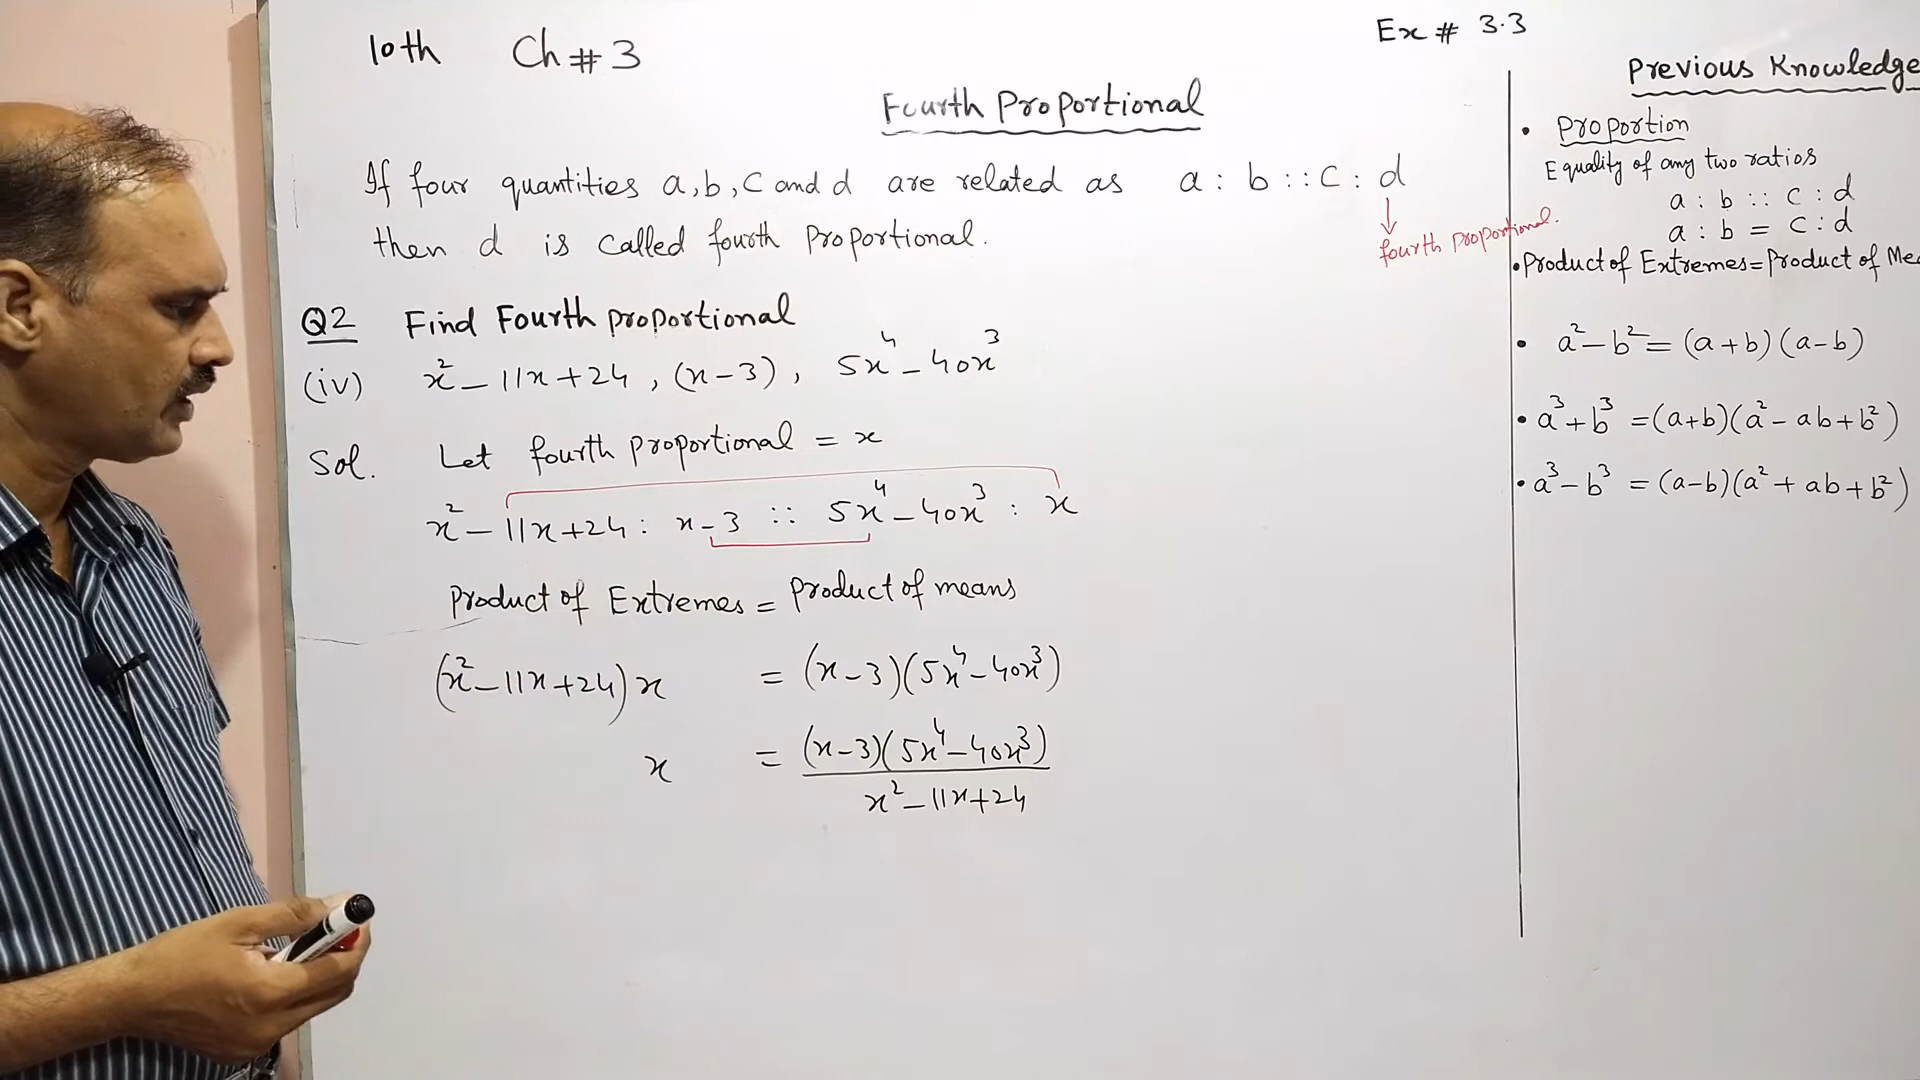 10th Ch # 3
Ex # 3.3
Fourth Proportional
If four quantities a, b, c and d are related as a : b :: c : d
then d is called fourth proportional.
fourth proportional.
Q2 Find Fourth proportional
(iv) x² - 11x + 24 , (x-3) , 5x⁴ - 40x³
Sol. Let fourth proportional = x
x² - 11x + 24 : x - 3 :: 5x⁴ - 40x³ : x
Product of Extremes = Product of means
(x² - 11x + 24) x = (x-3)(5x⁴ - 40x³)
x = (x-3)(5x⁴ - 40x³)
x² - 11x + 24
Previous Knowledge
• Proportion
Equality of any two ratios
a : b :: c : d
a : b = c : d
• Product of Extremes = Product of
• a² - b² = (a+b)(a-b)
• a³ + b³ = (a+b)(a² - ab + b²)
• a³ - b³ = (a-b)(a² + ab + b²)